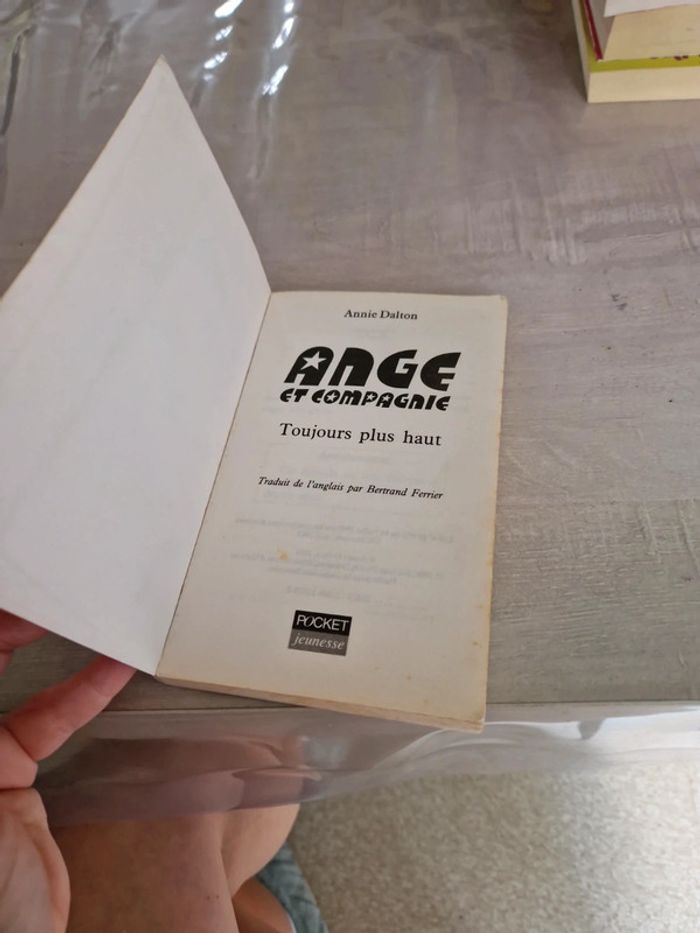 Annie Dalton
ANGE
ET COMPAGNIE
Toujours plus haut
Traduit de l'anglais par Bertrand Ferrier
POCKET
jeunesse